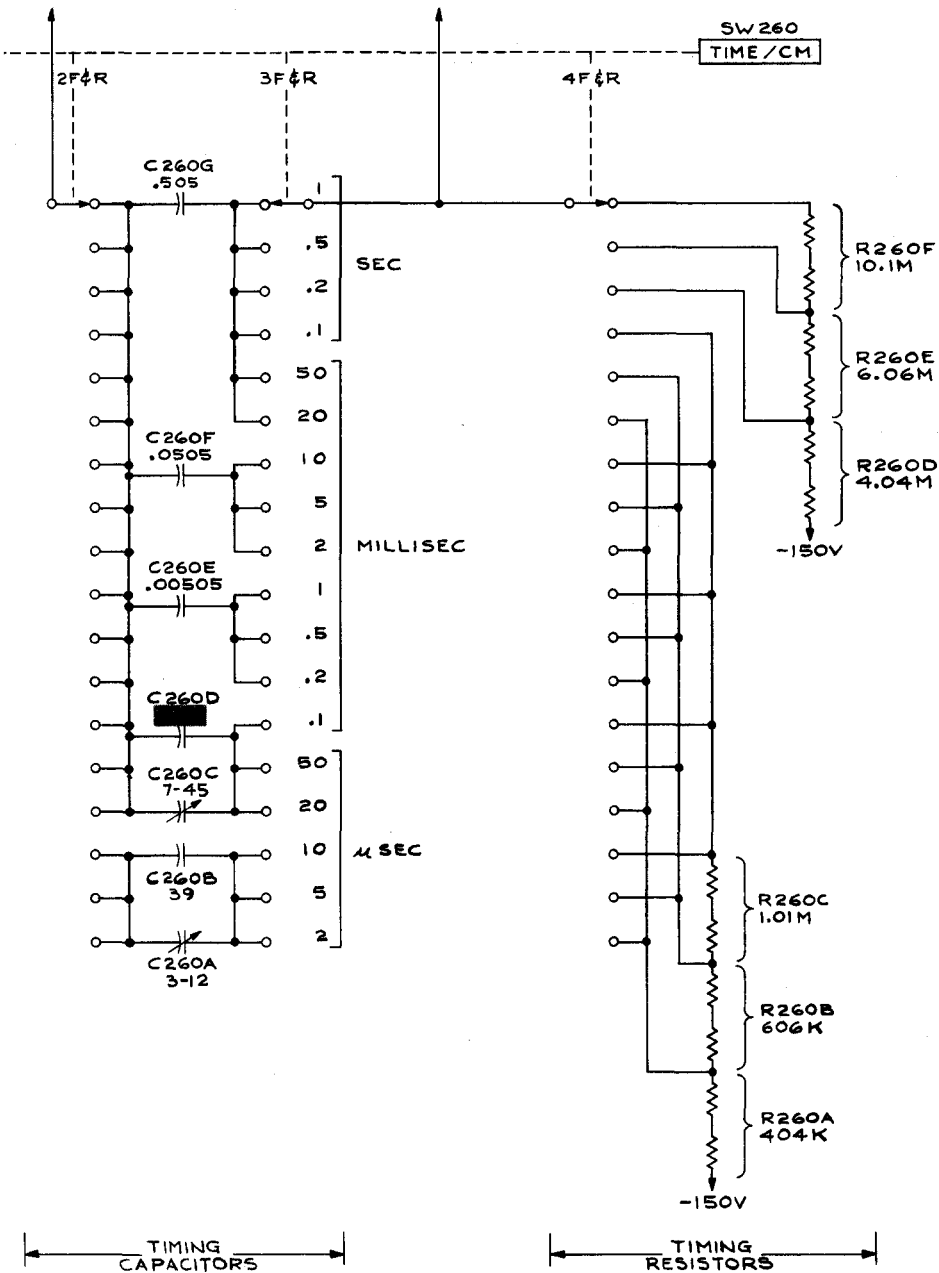 SW 260
TIME/CM
2F&R
3F&R
4F&R
C260G
.505
1
.5
.2
.1
SEC
50
20
10
5
2
1
.5
.2
.1
MILLISEC
50
20
10
5
2
µ SEC
C260F
.0505
C260E
.00505
C260D
C260C
7-45
C260B
39
C260A
3-12
R260F
10.1M
R260E
6.06M
R260D
4.04M
-150V
R260C
1.01M
R260B
606K
R260A
404K
-150V
TIMING
CAPACITORS
TIMING
RESISTORS